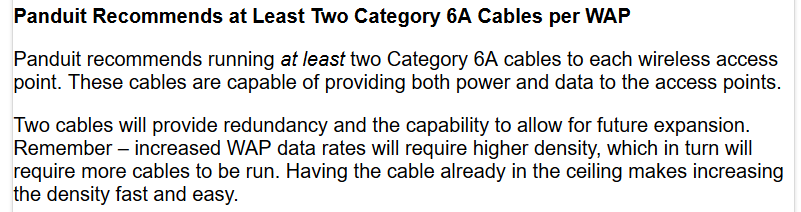 Panduit Recommends at Least Two Category 6A Cables per WAP
Panduit recommends running at least two Category 6A cables to each wireless access
point. These cables are capable of providing both power and data to the access points.
Two cables will provide redundancy and the capability to allow for future expansion.
Remember – increased WAP data rates will require higher density, which in turn will
require more cables to be run. Having the cable already in the ceiling makes increasing
the density fast and easy.